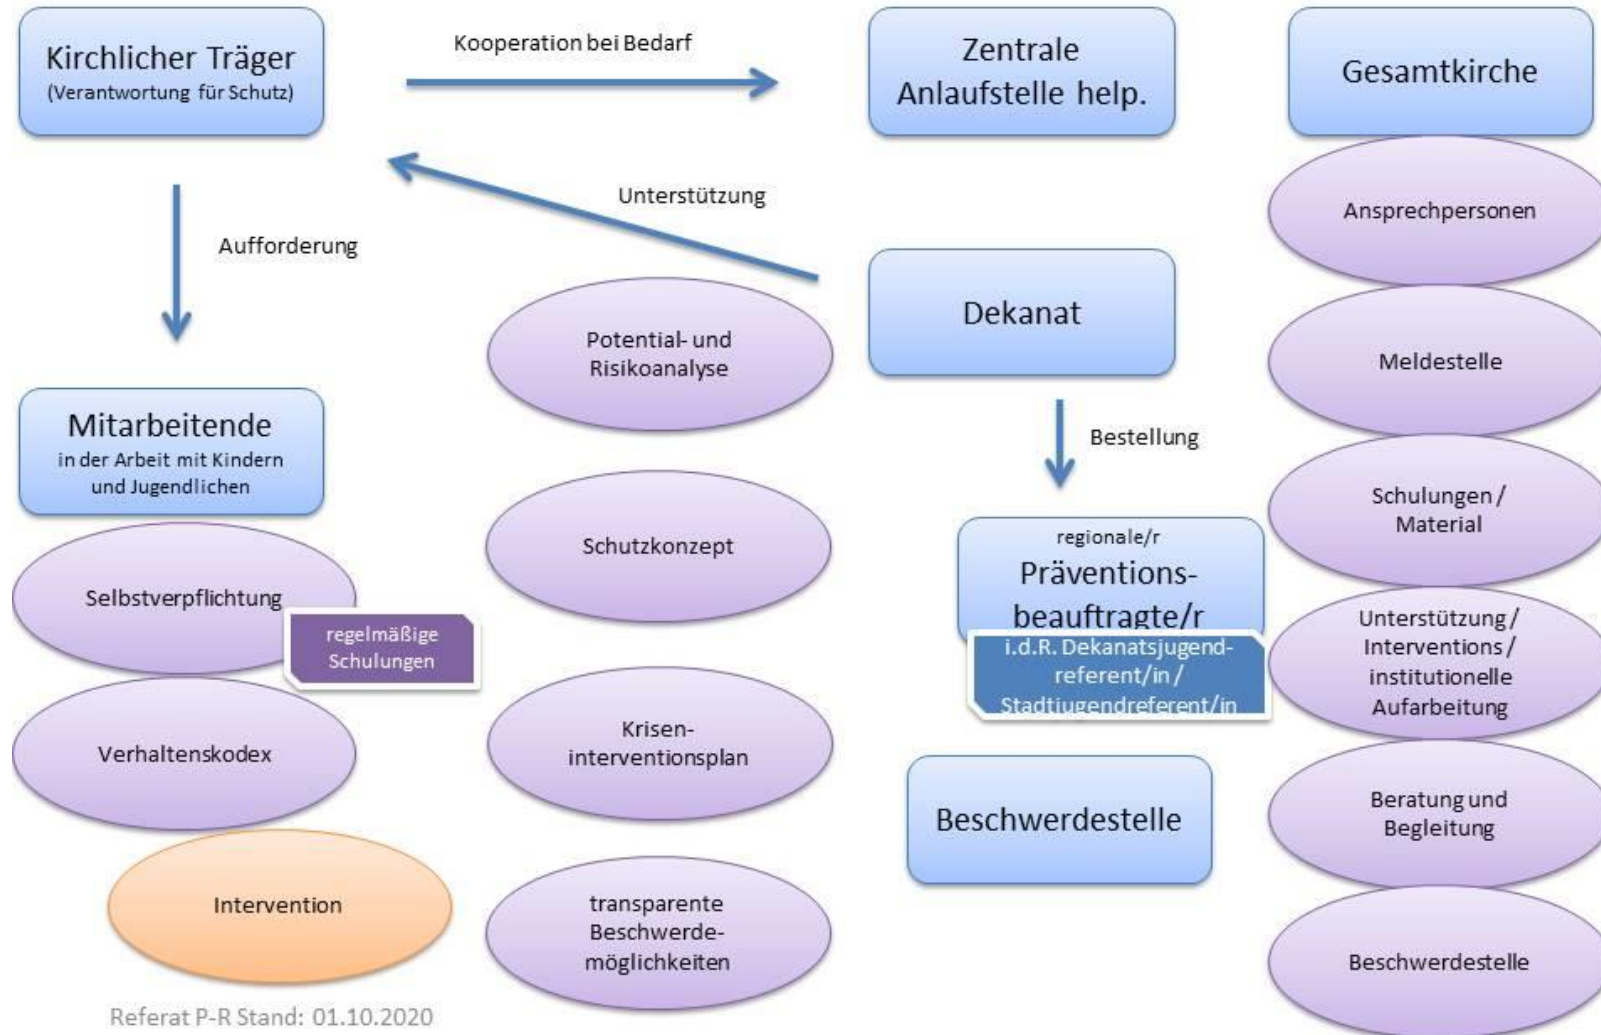 Kirchlicher Träger
(Verantwortung für Schutz)
Kooperation bei Bedarf
Zentrale
Anlaufstelle help.
Gesamtkirche
Unterstützung
Aufforderung
Dekanat
Bestellung
Mitarbeitende
in der Arbeit mit Kindern
und Jugendlichen
Selbstverpflichtung
regelmäßige
Schulungen
Verhaltenskodex
Intervention
Potential- und
Risikoanalyse
Schutzkonzept
Krisen-
interventionsplan
transparente
Beschwerde-
möglichkeiten
regionale/r
Präventions-
beauftragte/r
i.d.R. Dekanatsjugend-
referent/in /
Stadtjugendreferent/in
Beschwerdestelle
Ansprechpersonen
Meldestelle
Schulungen /
Material
Unterstützung /
Interventions /
institutionelle
Aufarbeitung
Beratung und
Begleitung
Beschwerdestelle
Referat P-R Stand: 01.10.2020